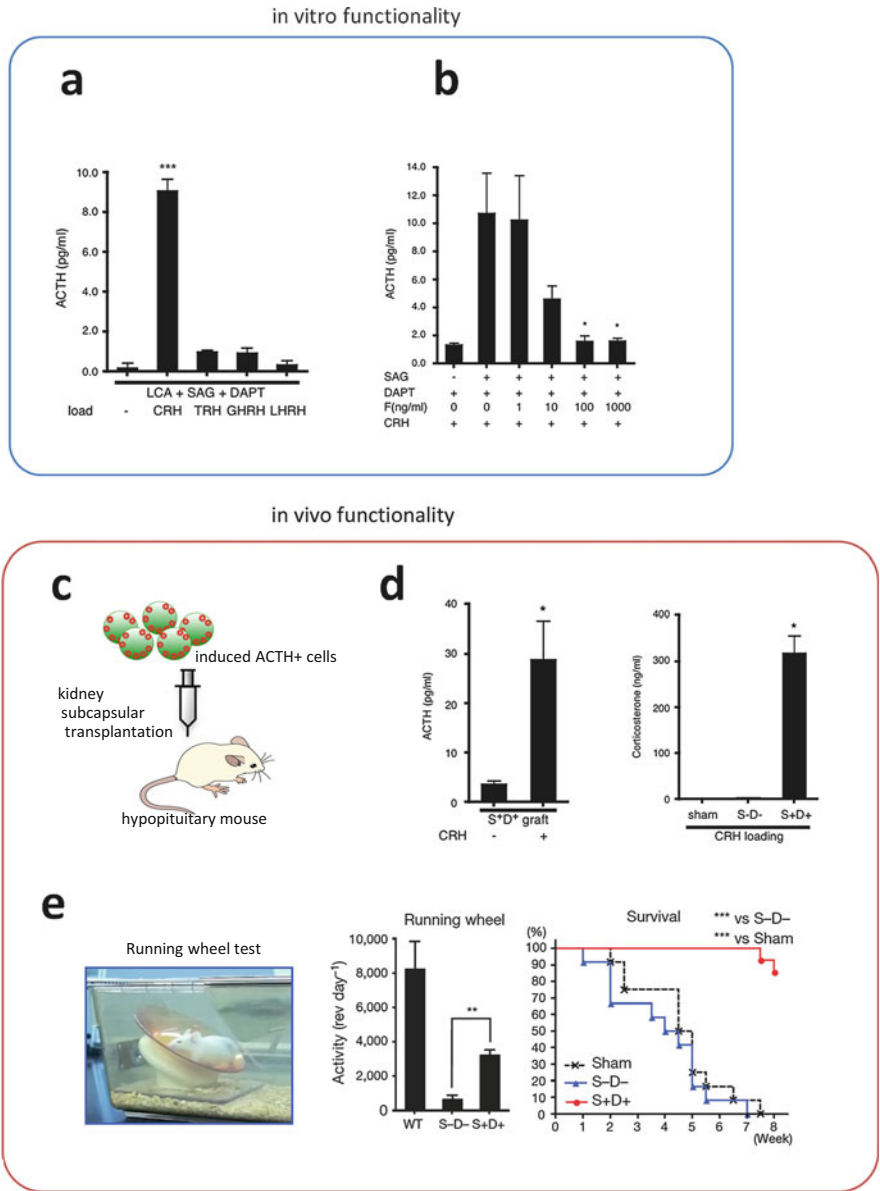 in vitro functionality
a
ACTH (pg/ml)
10.0
8.0
6.0
4.0
2.0
0.0
***
LCA + SAG + DAPT
load - CRH TRH GHRH LHRH
b
ACTH (pg/ml)
14.0
12.0
10.0
8.0
6.0
4.0
2.0
0.0
* *
SAG - + + + + +
DAPT + + + + + +
F(ng/ml) 0 0 1 10 100 1000
CRH + + + + + +
in vivo functionality
c
induced ACTH+ cells
kidney
subcapsular
transplantation
hypopituitary mouse
d
ACTH (pg/ml)
40
30
20
10
0
*
S+D+ graft
CRH - +
Corticosterone (ng/ml)
400
300
200
100
0
*
sham S-D- S+D+
CRH loading
e
Running wheel test
Running wheel
Activity (rev day⁻¹)
10,000
8,000
6,000
4,000
2,000
0
**
WT S–D– S+D+
Survival
*** vs S–D–
*** vs Sham
(%)
100
90
80
70
60
50
40
30
20
10
0
Sham
S–D–
S+D+
0 1 2 3 4 5 6 7 8
(Week)